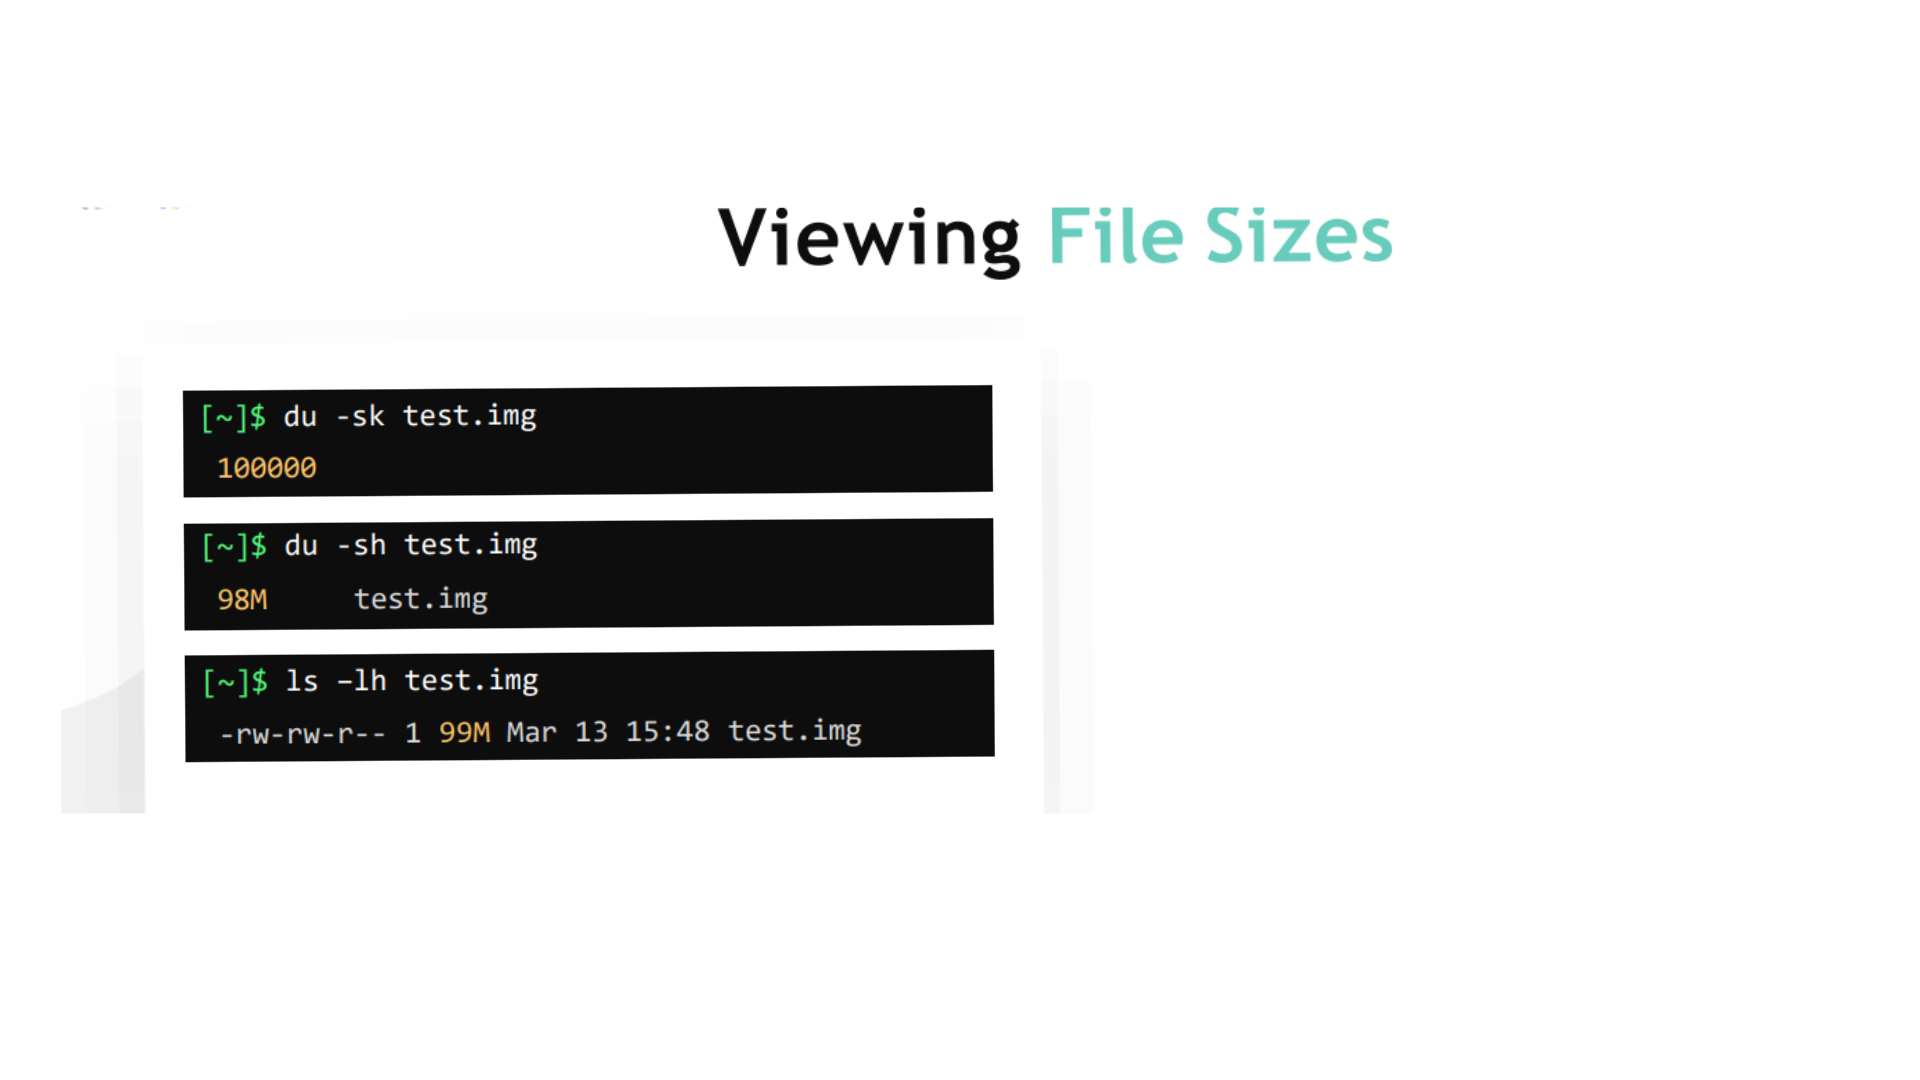 Viewing File Sizes
[~]$ du -sk test.img
100000
[~]$ du -sh test.img
98M test.img
[~]$ ls –lh test.img
-rw-rw-r-- 1 99M Mar 13 15:48 test.img